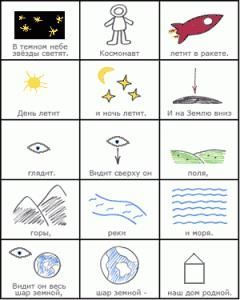 В темном небе
звёзды светят.
Космонавт
летит в ракете.
День летит
и ночь летит.
И на Землю вниз
глядит.
Видит сверху он
поля,
горы,
реки
и моря.
Видит он весь
шар земной,
шар земной -
наш дом родной.